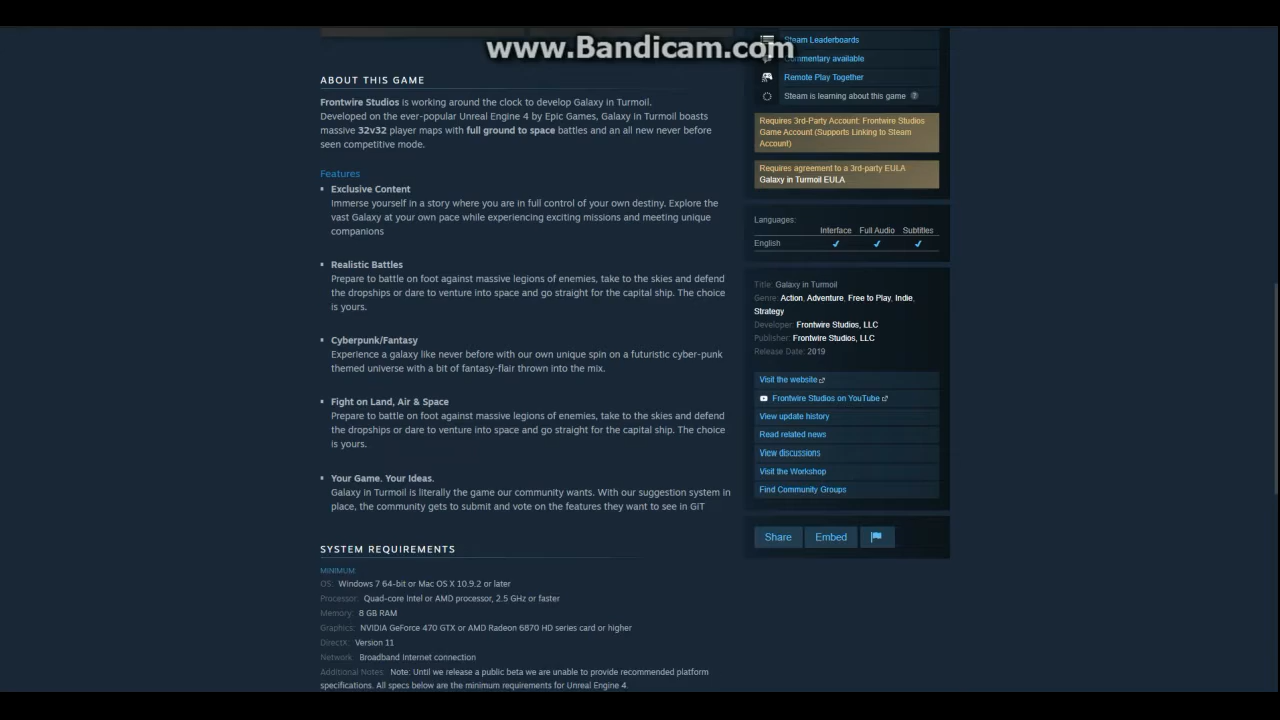 www.Bandicam.com
ABOUT THIS GAME
Frontwire Studios is working around the clock to develop Galaxy in Turmoil.
Developed on the ever-popular Unreal Engine 4 by Epic Games, Galaxy in Turmoil boasts
massive 32v32 player maps with full ground to space battles and an all new never before
seen competitive mode.
Features
Exclusive Content
Immerse yourself in a story where you are in full control of your own destiny. Explore the
vast Galaxy at your own pace while experiencing exciting missions and meeting unique
companions
Realistic Battles
Prepare to battle on foot against massive legions of enemies, take to the skies and defend
the dropships or dare to venture into space and go straight for the capital ship. The choice
is yours.
Cyberpunk/Fantasy
Experience a galaxy like never before with our own unique spin on a futuristic cyber-punk
themed universe with a bit of fantasy-flair thrown into the mix.
Fight on Land, Air & Space
Prepare to battle on foot against massive legions of enemies, take to the skies and defend
the dropships or dare to venture into space and go straight for the capital ship. The choice
is yours.
Your Game. Your Ideas.
Galaxy in Turmoil is literally the game our community wants. With our suggestion system in
place, the community gets to submit and vote on the features they want to see in GiT
SYSTEM REQUIREMENTS
MINIMUM:
OS: Windows 7 64-bit or Mac OS X 10.9.2 or later
Processor: Quad-core Intel or AMD processor, 2.5 GHz or faster
Memory: 8 GB RAM
Graphics: NVIDIA GeForce 470 GTX or AMD Radeon 6870 HD series card or higher
DirectX: Version 11
Network: Broadband Internet connection
Additional Notes: Note: Until we release a public beta we are unable to provide recommended platform
specifications. All specs below are the minimum requirements for Unreal Engine 4.
Steam Leaderboards
Commentary available
Remote Play Together
Steam is learning about this game ?
Requires 3rd-Party Account: Frontwire Studios
Game Account (Supports Linking to Steam
Account)
Requires agreement to a 3rd-party EULA
Galaxy in Turmoil EULA
Languages:
Interface Full Audio Subtitles
English ✓ ✓ ✓
Title: Galaxy in Turmoil
Genre: Action, Adventure, Free to Play, Indie,
Strategy
Developer: Frontwire Studios, LLC
Publisher: Frontwire Studios, LLC
Release Date: 2019
Visit the website
Frontwire Studios on YouTube
View update history
Read related news
View discussions
Visit the Workshop
Find Community Groups
Share Embed